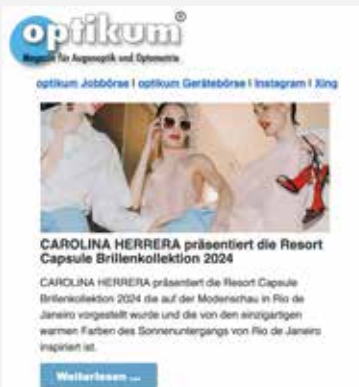 optikum®
Magazin für Augenoptik und Optometrie
optikum Jobbörse I optikum Gerätebörse I Instagram I Xing
CAROLINA HERRERA präsentiert die Resort
Capsule Brillenkollektion 2024
CAROLINA HERRERA präsentiert die Resort Capsule
Brillenkollektion 2024 die auf der Modenschau in Rio de
Janeiro vorgestellt wurde und die von den einzigartigen
warmen Farben des Sonnenuntergangs von Rio de Janeiro
inspiriert ist.
Weiterlesen ...